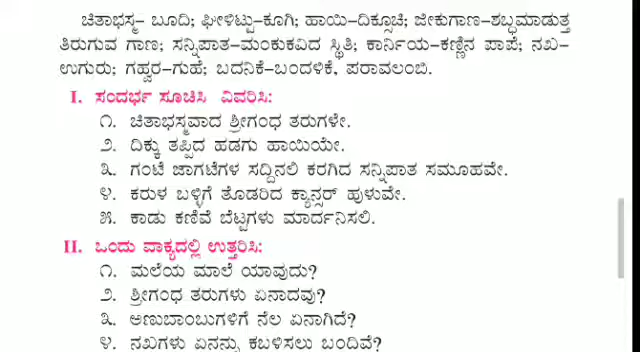 ಚಿತಾಭಸ್ಮ– ಬೂದಿ; ಘೀಳಿಟ್ಟು–ಕೂಗಿ; ಹಾಯಿ–ದಿಕ್ಸೂಚಿ; ಜೀಕುಗಾಣ–ಶಬ್ಧಮಾಡುತ್ತ
ತಿರುಗುವ ಗಾಣ; ಸನ್ನಿಪಾತ–ಮಂಕುಕವಿದ ಸ್ಥಿತಿ; ಕಾರ್ನಿಯ–ಕಣ್ಣಿನ ಪಾಪೆ; ನಖ–
ಉಗುರು; ಗಹ್ವರ–ಗುಹೆ; ಬದನಿಕೆ–ಬಂದಳಿಕೆ, ಪರಾವಲಂಬಿ.
I. ಸಂದರ್ಭ ಸೂಚಿಸಿ ವಿವರಿಸಿ:
೧. ಚಿತಾಭಸ್ಮವಾದ ಶ್ರೀಗಂಧ ತರುಗಳೇ.
೨. ದಿಕ್ಕು ತಪ್ಪಿದ ಹಡಗು ಹಾಯಿಯೇ.
೩. ಗಂಟೆ ಜಾಗಟೆಗಳ ಸದ್ದಿನಲಿ ಕರಗಿದ ಸನ್ನಿಪಾತ ಸಮೂಹವೇ.
೪. ಕರುಳ ಬಳ್ಳಿಗೆ ತೊಡರಿದ ಕ್ಯಾನ್ಸರ್ ಹುಳುವೇ.
೫. ಕಾಡು ಕಣಿವೆ ಬೆಟ್ಟಗಳು ಮಾರ್ದನಿಸಲಿ.
II. ಒಂದು ವಾಕ್ಯದಲ್ಲಿ ಉತ್ತರಿಸಿ:
೧. ಮಲೆಯ ಮಾಲೆ ಯಾವುದು?
೨. ಶ್ರೀಗಂಧ ತರುಗಳು ಏನಾದವು?
೩. ಅಣುಬಾಂಬುಗಳಿಗೆ ನೆಲ ಏನಾಗಿದೆ?
೪. ನಖಗಳು ಏನನ್ನು ಕಬಳಿಸಲು ಬಂದಿವೆ?